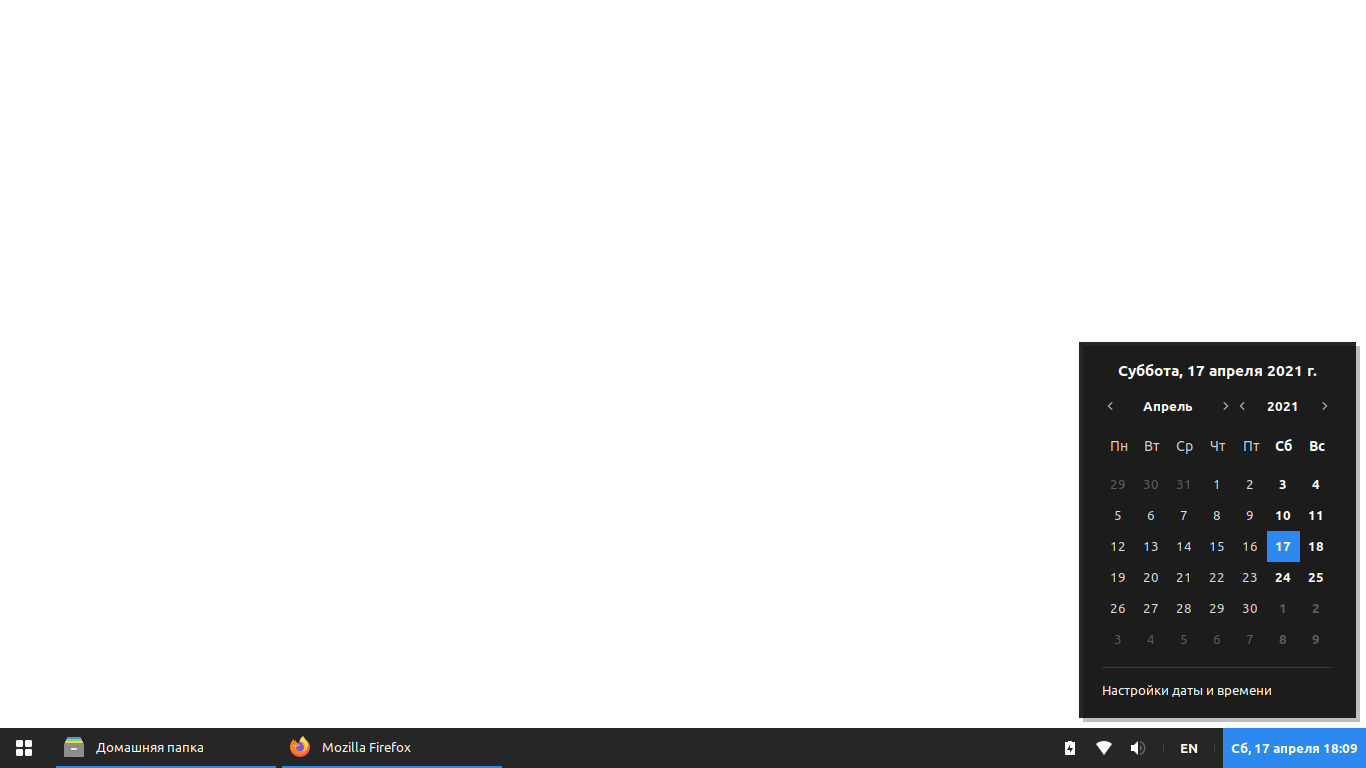 Суббота, 17 апреля 2021 г.
Апрель 2021
Пн Вт Ср Чт Пт Сб Вс
29 30 31 1 2 3 4
5 6 7 8 9 10 11
12 13 14 15 16 17 18
19 20 21 22 23 24 25
26 27 28 29 30 1 2
3 4 5 6 7 8 9
Настройки даты и времени
Домашняя папка Mozilla Firefox EN Сб, 17 апреля 18:09